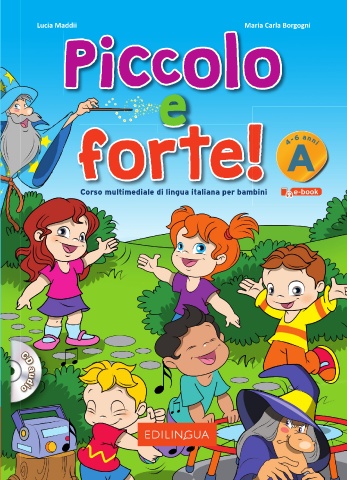 Lucia Maddii
Maria Carla Borgogni
Piccolo
e
forte!
4-6 anni
A
Corso multimediale di lingua italiana per bambini
e-book
CD audio
EDILINGUA